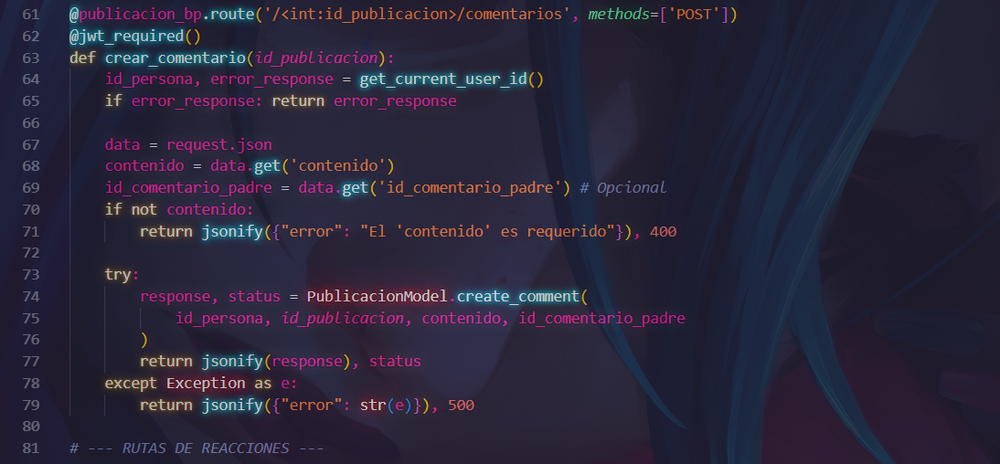 61 @publicacion_bp.route('/<int:id_publicacion>/comentarios', methods=['POST'])
62 @jwt_required()
63 def crear_comentario(id_publicacion):
64     id_persona, error_response = get_current_user_id()
65     if error_response: return error_response
66
67     data = request.json
68     contenido = data.get('contenido')
69     id_comentario_padre = data.get('id_comentario_padre') # Opcional
70     if not contenido:
71         return jsonify({"error": "El 'contenido' es requerido"}), 400
72
73     try:
74         response, status = PublicacionModel.create_comment(
75             id_persona, id_publicacion, contenido, id_comentario_padre
76         )
77         return jsonify(response), status
78     except Exception as e:
79         return jsonify({"error": str(e)}), 500
80
81 # --- RUTAS DE REACCIONES ---